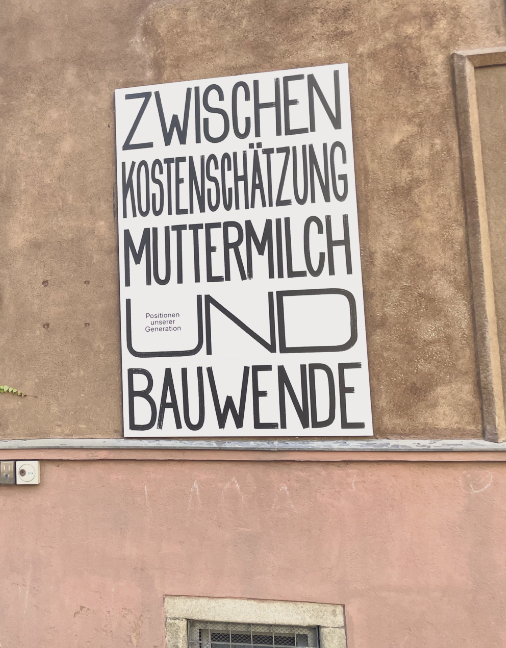 ZWISCHEN
KOSTENSCHÄTZUNG
MUTTERMILCH
UND
Positionen
unserer
Generation
BAUWENDE